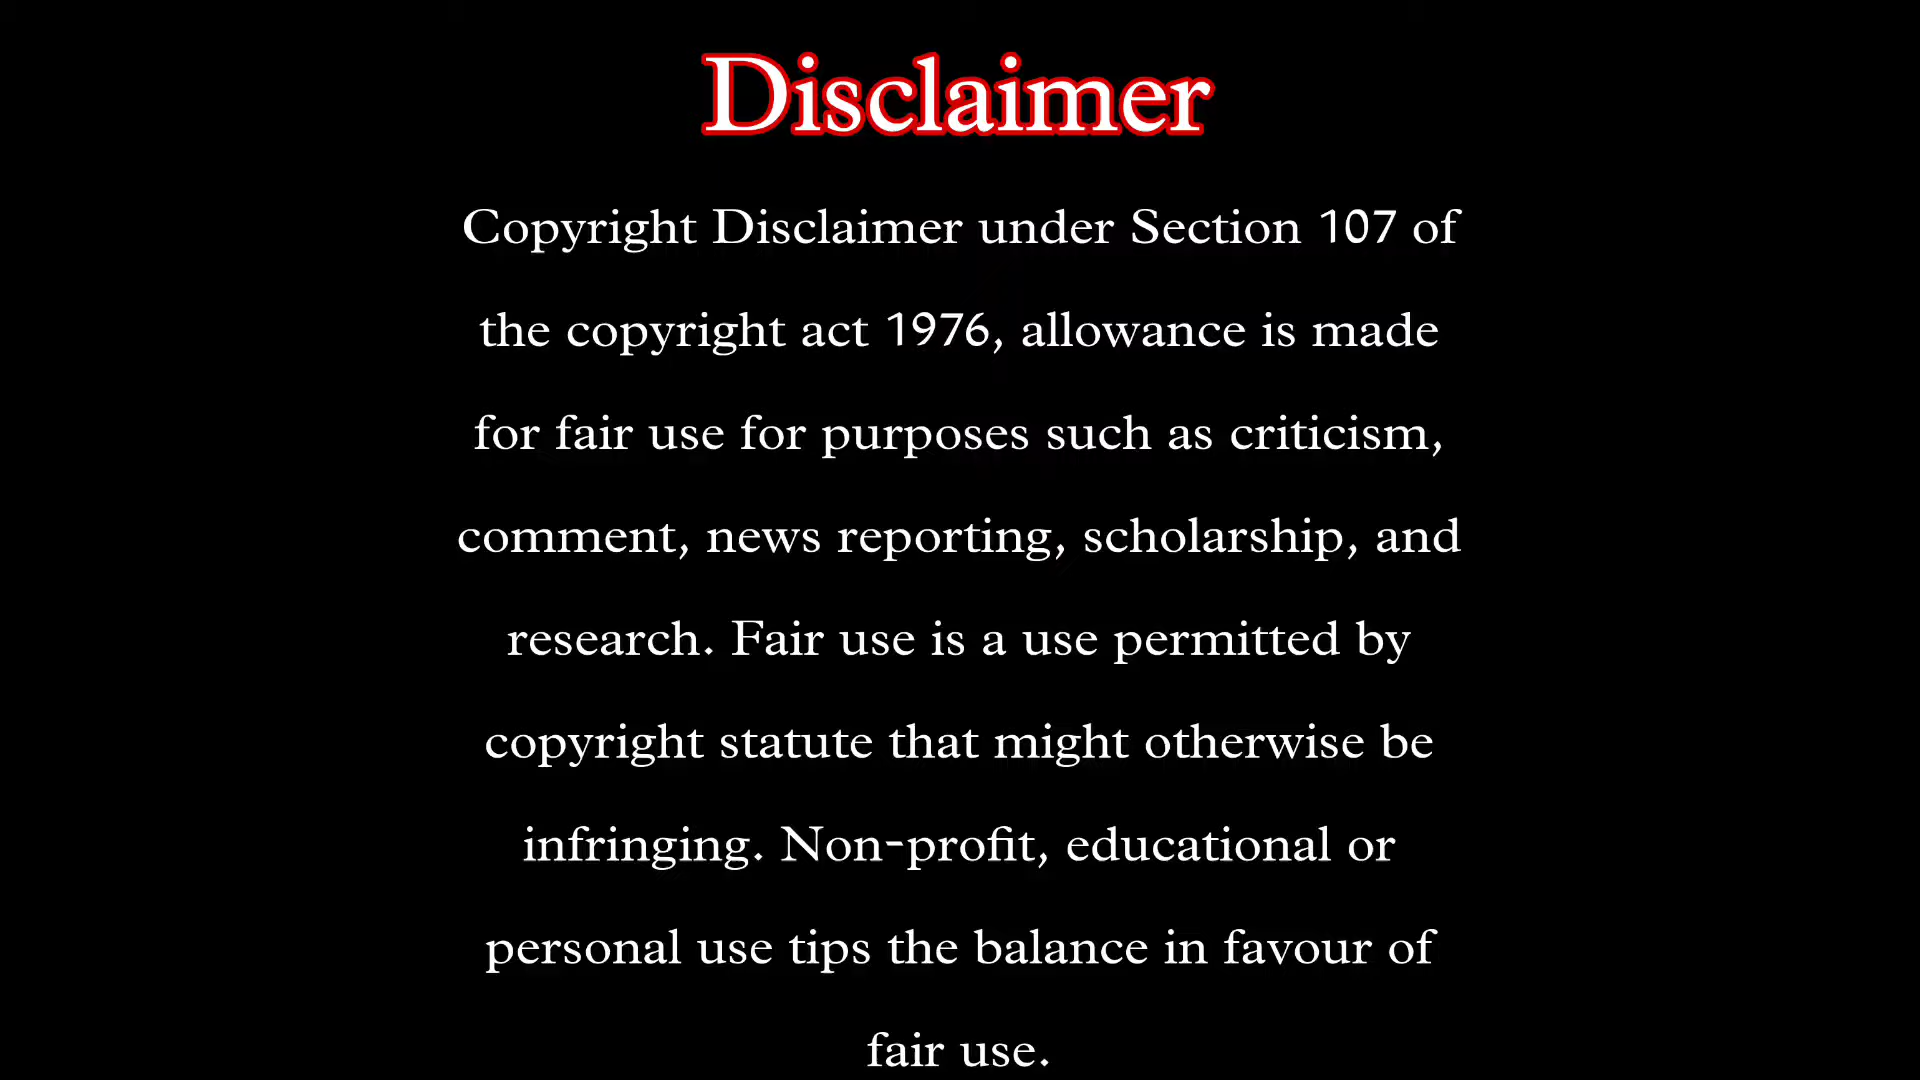 Disclaimer
Copyright Disclaimer under Section 107 of
the copyright act 1976, allowance is made
for fair use for purposes such as criticism,
comment, news reporting, scholarship, and
research. Fair use is a use permitted by
copyright statute that might otherwise be
infringing. Non-profit, educational or
personal use tips the balance in favour of
fair use.